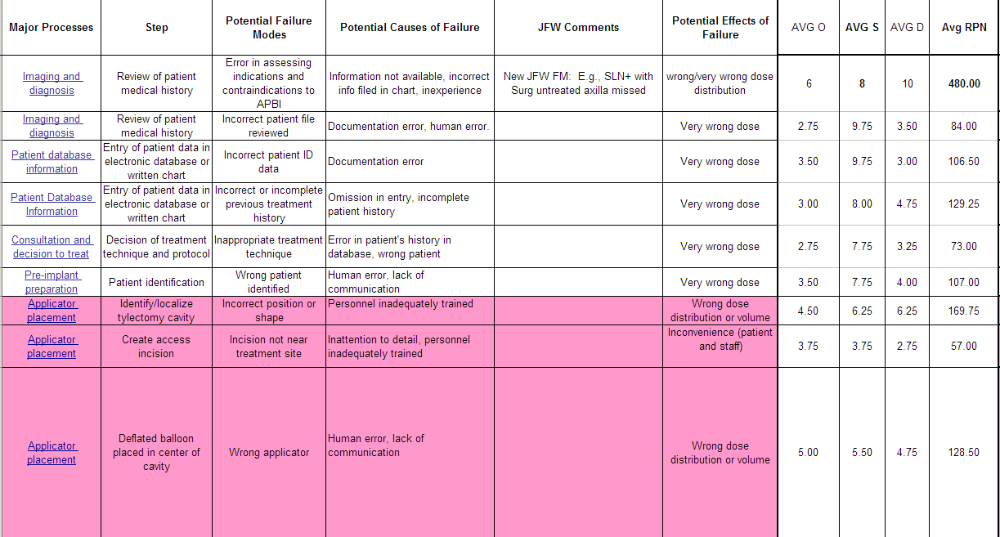 Major Processes
Step
Potential Failure
Modes
Potential Causes of Failure
JFW Comments
Potential Effects of
Failure
AVG O
AVG S
AVG D
Avg RPN
Imaging and
diagnosis
Review of patient
medical history
Error in assessing
indications and
contraindications to
APBI
Information not available, incorrect
info filed in chart, inexperience
New JFW FM: E.g., SLN+ with
Surg untreated axilla missed
wrong/very wrong dose
distribution
6
8
10
480.00
Imaging and
diagnosis
Review of patient
medical history
Incorrect patient file
reviewed
Documentation error, human error.
Very wrong dose
2.75
9.75
3.50
84.00
Patient database
information
Entry of patient data in
electronic database or
written chart
Incorrect patient ID
data
Documentation error
Very wrong dose
3.50
9.75
3.00
106.50
Patient Database
Information
Entry of patient data in
electronic database or
written chart
Incorrect or incomplete
previous treatment
history
Omission in entry, incomplete
patient history
Very wrong dose
3.00
8.00
4.75
129.25
Consultation and
decision to treat
Decision of treatment
technique and protocol
Inappropriate treatment
technique
Error in patient's history in
database, wrong patient
Very wrong dose
2.75
7.75
3.25
73.00
Pre-implant
preparation
Patient identification
Wrong patient
identified
Human error, lack of
communication
Very wrong dose
3.50
7.75
4.00
107.00
Applicator
placement
Identify/localize
tylectomy cavity
Incorrect position or
shape
Personnel inadequately trained
Wrong dose
distribution or volume
4.50
6.25
6.25
169.75
Applicator
placement
Create access
incision
Incision not near
treatment site
Inattention to detail, personnel
inadequately trained
Inconvenience (patient
and staff)
3.75
3.75
2.75
57.00
Applicator
placement
Deflated balloon
placed in center of
cavity
Wrong applicator
Human error, lack of
communication
Wrong dose
distribution or volume
5.00
5.50
4.75
128.50